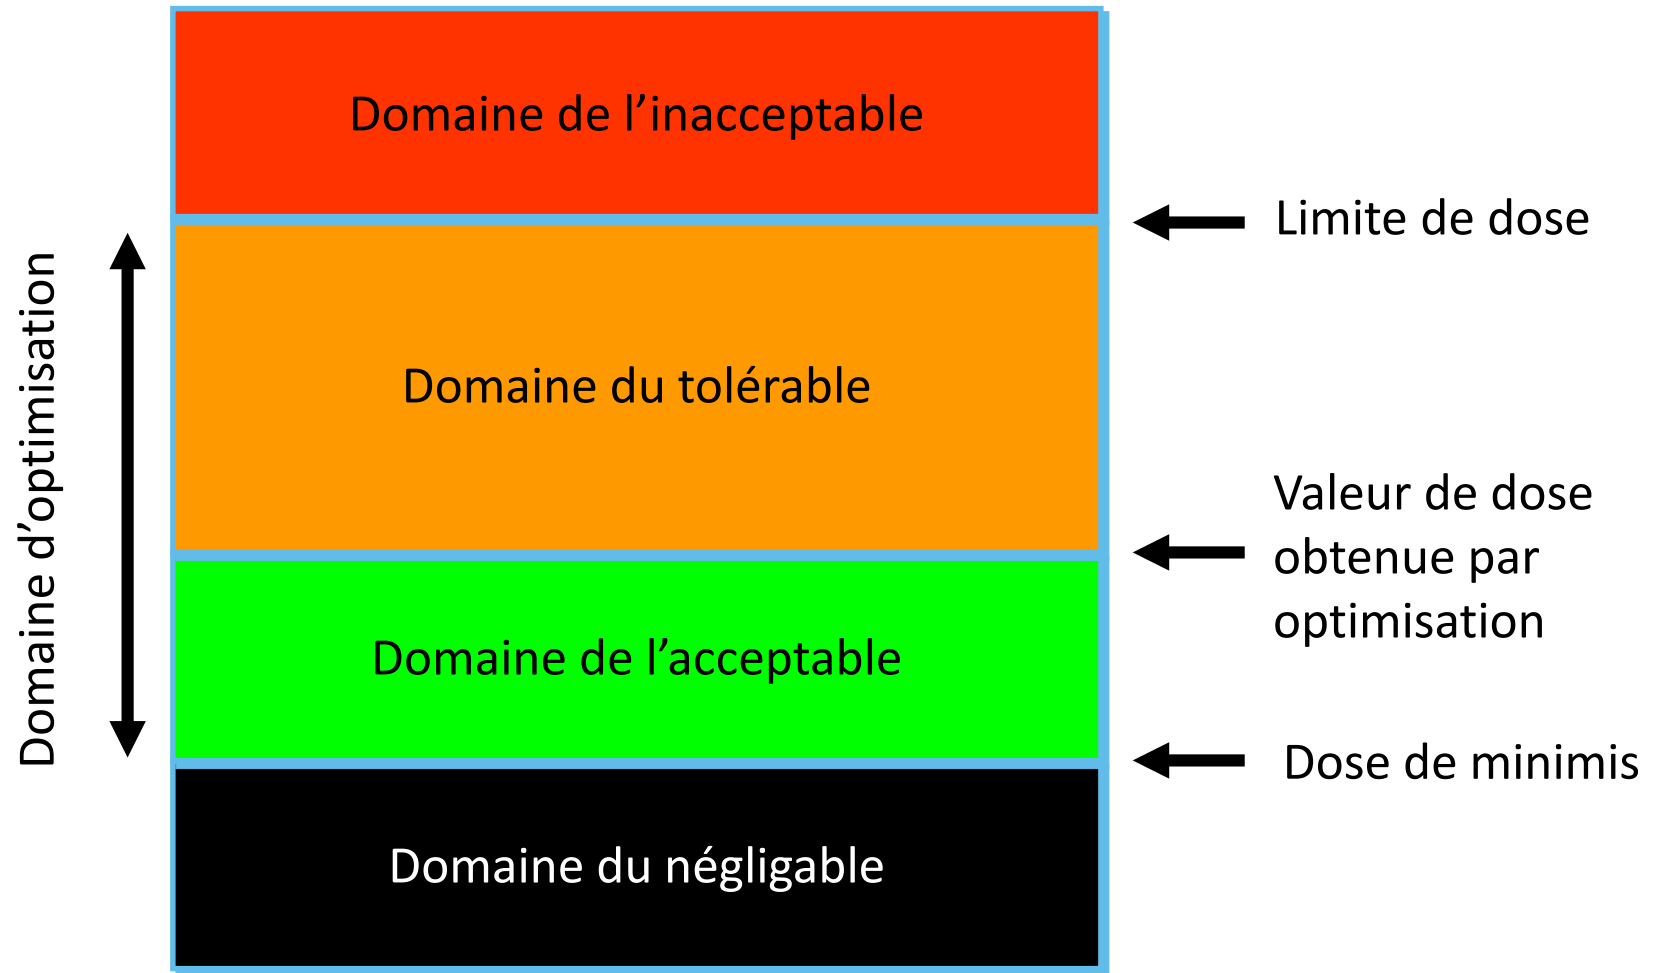 Domaine de l’inacceptable
Limite de dose
Domaine d’optimisation
Domaine du tolérable
Valeur de dose
obtenue par
optimisation
Domaine de l’acceptable
Dose de minimis
Domaine du négligable